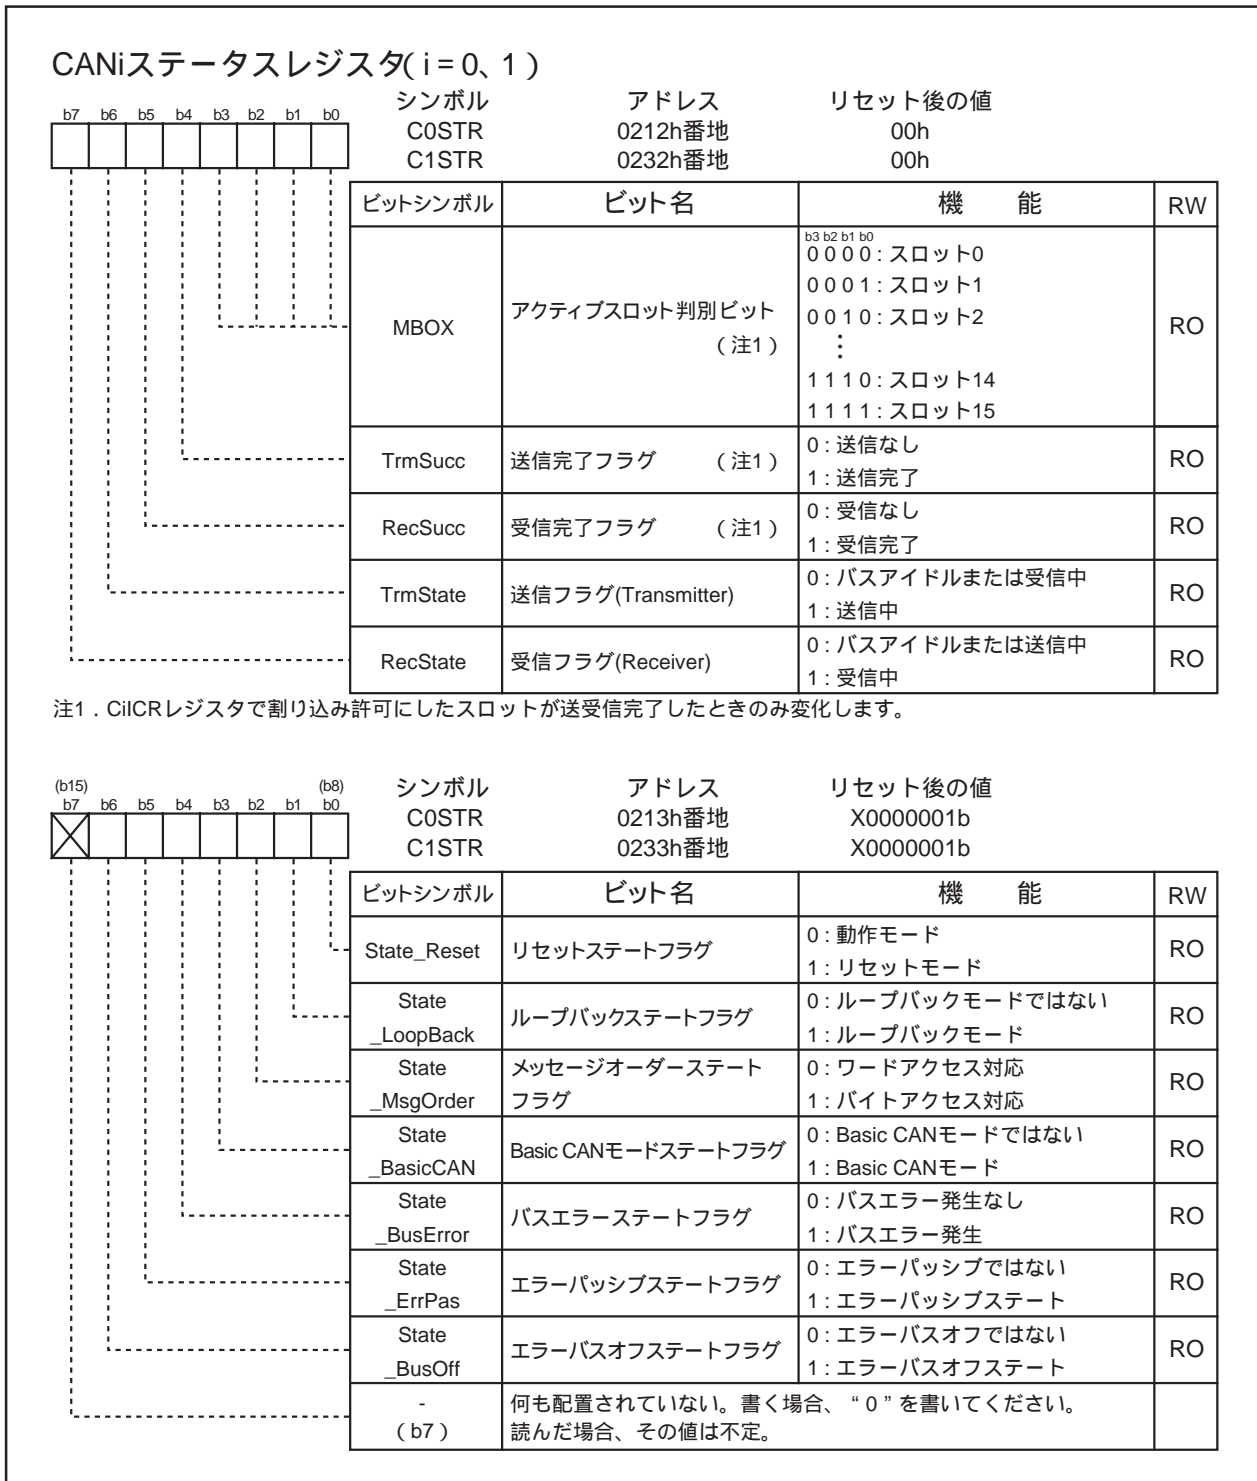 CANiステータスレジスタ( i = 0、1 )
シンボル アドレス リセット後の値
b7 b6 b5 b4 b3 b2 b1 b0
C0STR 0212h番地 00h
C1STR 0232h番地 00h
ビットシンボル ビット名 機 能 RW
b3 b2 b1 b0
0 0 0 0 : スロット0
0 0 0 1 : スロット1
アクティブスロット判別ビット
0 0 1 0 : スロット2
MBOX RO
( 注1 )
⋮
1 1 1 0 : スロット14
1 1 1 1 : スロット15
TrmSucc 送信完了フラグ ( 注1 ) 0 : 送信なし RO
1 : 送信完了
RecSucc 受信完了フラグ ( 注1 ) 0 : 受信なし RO
1 : 受信完了
TrmState 送信フラグ(Transmitter) 0 : バスアイドルまたは受信中 RO
1 : 送信中
RecState 受信フラグ(Receiver) 0 : バスアイドルまたは送信中 RO
1 : 受信中
注1．CiICRレジスタで割り込み許可にしたスロットが送受信完了したときのみ変化します。
(b15) (b8) シンボル アドレス リセット後の値
b7 b6 b5 b4 b3 b2 b1 b0
C0STR 0213h番地 X0000001b
C1STR 0233h番地 X0000001b
ビットシンボル ビット名 機 能 RW
State_Reset リセットステートフラグ 0 : 動作モード RO
1 : リセットモード
State ループバックステートフラグ 0 : ループバックモードではない RO
_LoopBack 1 : ループバックモード
State メッセージオーダーステート 0 : ワードアクセス対応 RO
_MsgOrder フラグ 1 : バイトアクセス対応
State Basic CANモードステートフラグ 0 : Basic CANモードではない RO
_BasicCAN 1 : Basic CANモード
State バスエラーステートフラグ 0 : バスエラー発生なし RO
_BusError 1 : バスエラー発生
State エラーパッシブステートフラグ 0 : エラーパッシブではない RO
_ErrPas 1 : エラーパッシブステート
State エラーバスオフステートフラグ 0 : エラーバスオフではない RO
_BusOff 1 : エラーバスオフステート
- 何も配置されていない。書く場合、“ 0 ” を書いてください。
( b7 ) 読んだ場合、その値は不定。